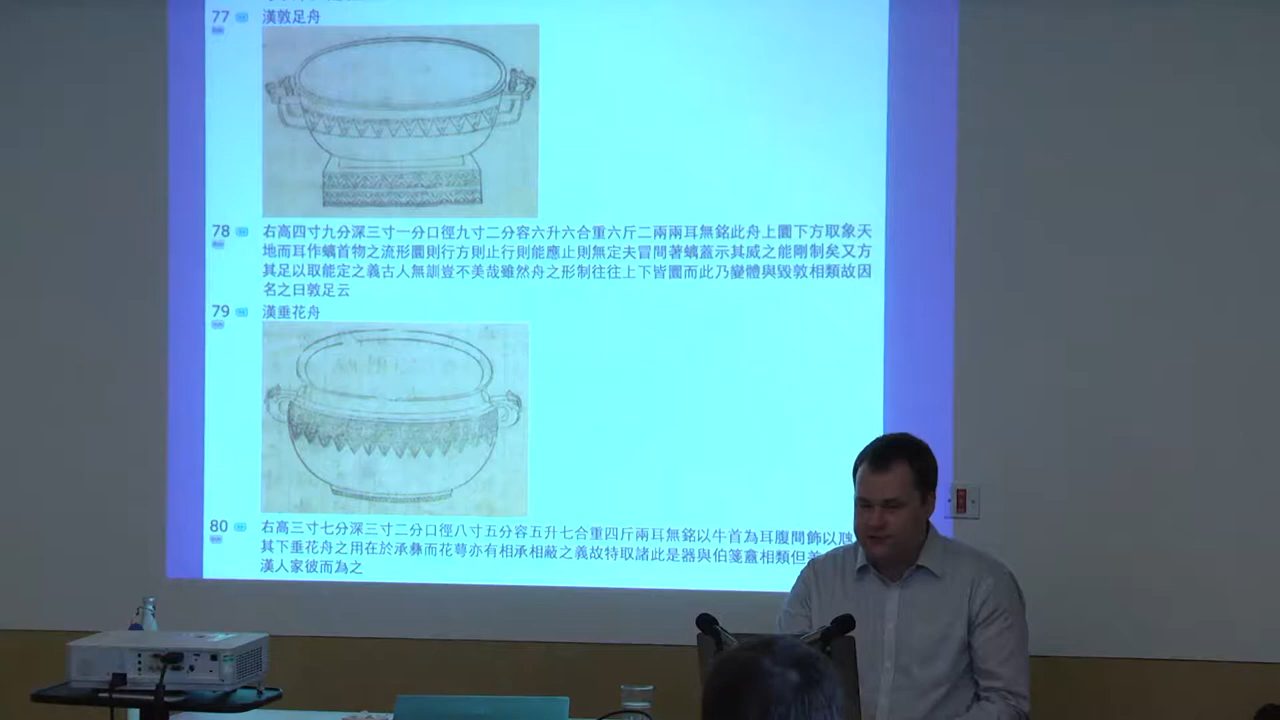 77
漢敦足舟
78
右高四寸九分深三寸一分口徑九寸二分容六升六合重六斤二兩兩耳無銘此舟上圜下方取象天
地而耳作螭首物之流形圜則行方則止行則能應止則無定夫冒間著螭蓋示其威之能剛制矣又方
其足以取能定之義古人無訓豈不美哉雖然舟之形制往往上下皆圜而此乃變體與毀敦相類故因
名之曰敦足云
79
漢垂花舟
80
右高三寸七分深三寸二分口徑八寸五分容五升七合重四斤兩耳無銘以牛首為耳腹間飾以
其下垂花舟之用在於承彝而花萼亦有相承相蔽之義故特取諸此是器與伯箋盦相類但
漢人家彼而為之